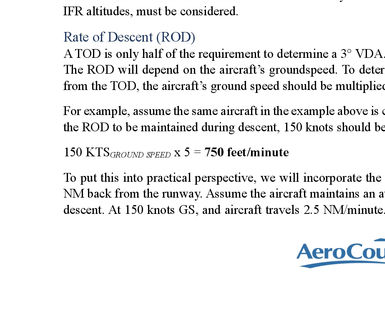 IFR altitudes, must be considered.
Rate of Descent (ROD)
A TOD is only half of the requirement to determine a 3° VDA.
The ROD will depend on the aircraft’s groundspeed. To deter
from the TOD, the aircraft’s ground speed should be multiplied
For example, assume the same aircraft in the example above is c
the ROD to be maintained during descent, 150 knots should be
150 KTSGROUND SPEED x 5 = 750 feet/minute
To put this into practical perspective, we will incorporate the
NM back from the runway. Assume the aircraft maintains an a
descent. At 150 knots GS, and aircraft travels 2.5 NM/minute.
AeroCou